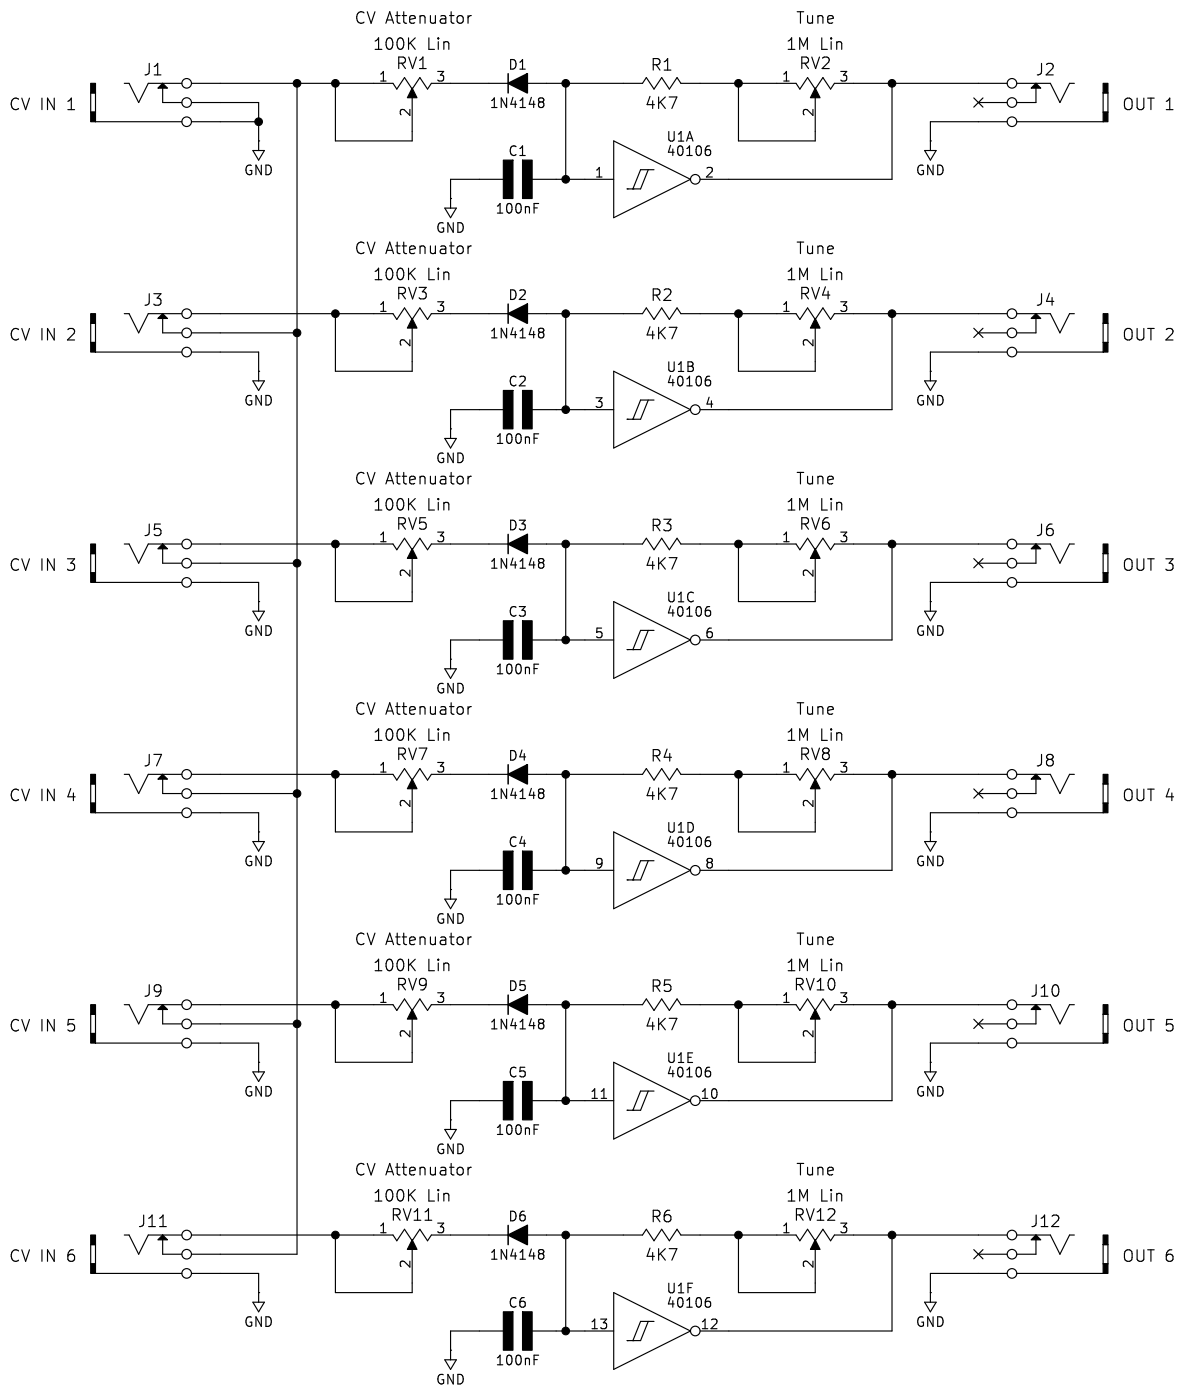 CV Attenuator
100K Lin
RV1
1 3
2
Tune
1M Lin
RV2
1 3
2
J1
CV IN 1
GND
D1
1N4148
R1
4K7
C1
100nF
GND
U1A
40106
1 2
J2
OUT 1
GND
CV Attenuator
100K Lin
RV3
1 3
2
Tune
1M Lin
RV4
1 3
2
J3
CV IN 2
GND
D2
1N4148
R2
4K7
C2
100nF
GND
U1B
40106
3 4
J4
OUT 2
GND
CV Attenuator
100K Lin
RV5
1 3
2
Tune
1M Lin
RV6
1 3
2
J5
CV IN 3
GND
D3
1N4148
R3
4K7
C3
100nF
GND
U1C
40106
5 6
J6
OUT 3
GND
CV Attenuator
100K Lin
RV7
1 3
2
Tune
1M Lin
RV8
1 3
2
J7
CV IN 4
GND
D4
1N4148
R4
4K7
C4
100nF
GND
U1D
40106
9 8
J8
OUT 4
GND
CV Attenuator
100K Lin
RV9
1 3
2
Tune
1M Lin
RV10
1 3
2
J9
CV IN 5
GND
D5
1N4148
R5
4K7
C5
100nF
GND
U1E
40106
11 10
J10
OUT 5
GND
CV Attenuator
100K Lin
RV11
1 3
2
Tune
1M Lin
RV12
1 3
2
J11
CV IN 6
GND
D6
1N4148
R6
4K7
C6
100nF
GND
U1F
40106
13 12
J12
OUT 6
GND